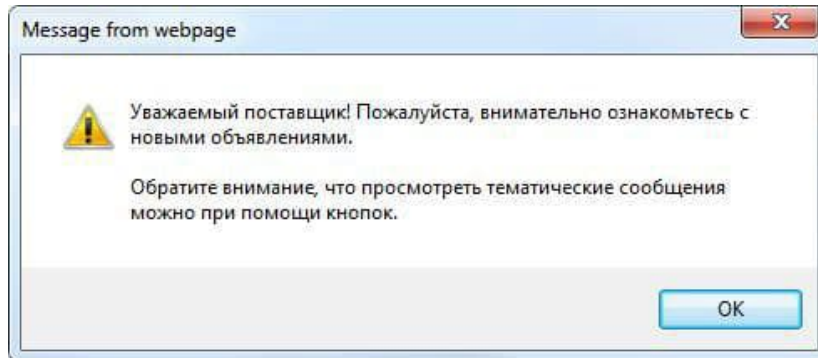 Message from webpage
Уважаемый поставщик! Пожалуйста, внимательно ознакомьтесь с
новыми объявлениями.
Обратите внимание, что просмотреть тематические сообщения
можно при помощи кнопок.
OK